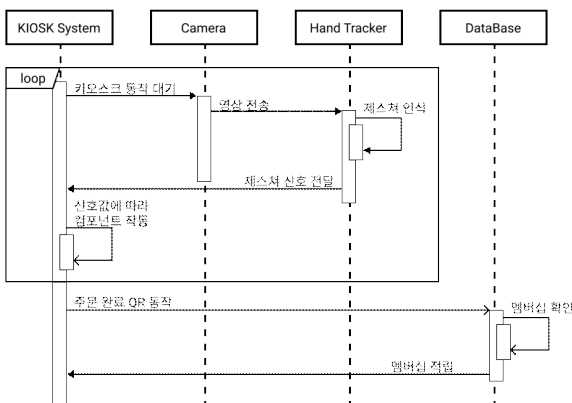 KIOSK System
Camera
Hand Tracker
DataBase
loop
키오스크 동작 대기
영상 전송
제스쳐 인식
제스쳐 신호 전달
신호값에 따라
컴포넌트 작동
주문 완료 QR 동작
멤버십 확인
멤버십 적립